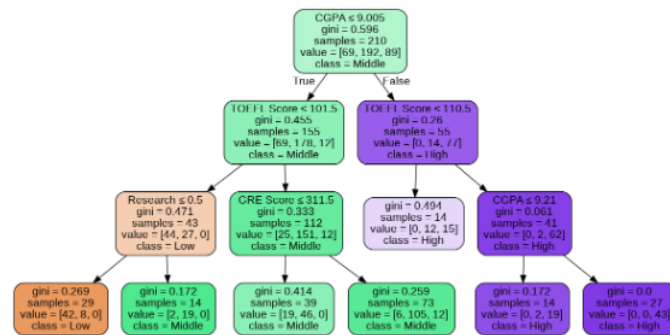 CGPA ≤ 9.005
gini = 0.596
samples = 210
value = [69, 192, 89]
class = Middle
True
False
TOEFL Score ≤ 101.5
gini = 0.455
samples = 155
value = [69, 178, 12]
class = Middle
TOEFL Score ≤ 110.5
gini = 0.26
samples = 55
value = [0, 14, 77]
class = High
Research ≤ 0.5
gini = 0.471
samples = 43
value = [44, 27, 0]
class = Low
GRE Score ≤ 311.5
gini = 0.333
samples = 112
value = [25, 151, 12]
class = Middle
gini = 0.494
samples = 14
value = [0, 12, 15]
class = High
CGPA ≤ 9.21
gini = 0.061
samples = 41
value = [0, 2, 62]
class = High
gini = 0.269
samples = 29
value = [42, 8, 0]
class = Low
gini = 0.172
samples = 14
value = [2, 19, 0]
class = Middle
gini = 0.414
samples = 39
value = [19, 46, 0]
class = Middle
gini = 0.259
samples = 73
value = [6, 105, 12]
class = Middle
gini = 0.172
samples = 14
value = [0, 2, 19]
class = High
gini = 0.0
samples = 27
value = [0, 0, 43]
class = High